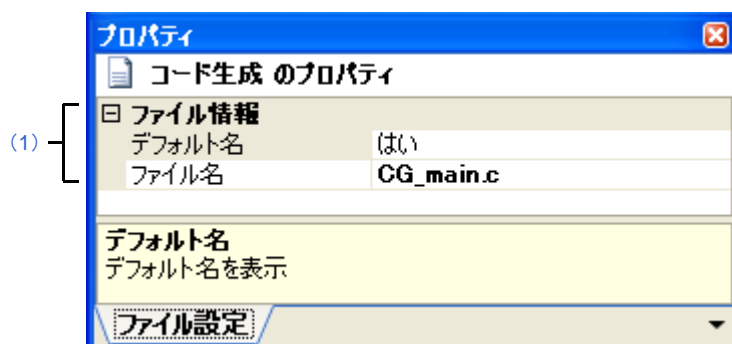 プロパティ
コード生成 のプロパティ
(1)
ファイル情報
デフォルト名 はい
ファイル名 CG_main.c
デフォルト名
デフォルト名を表示
ファイル設定